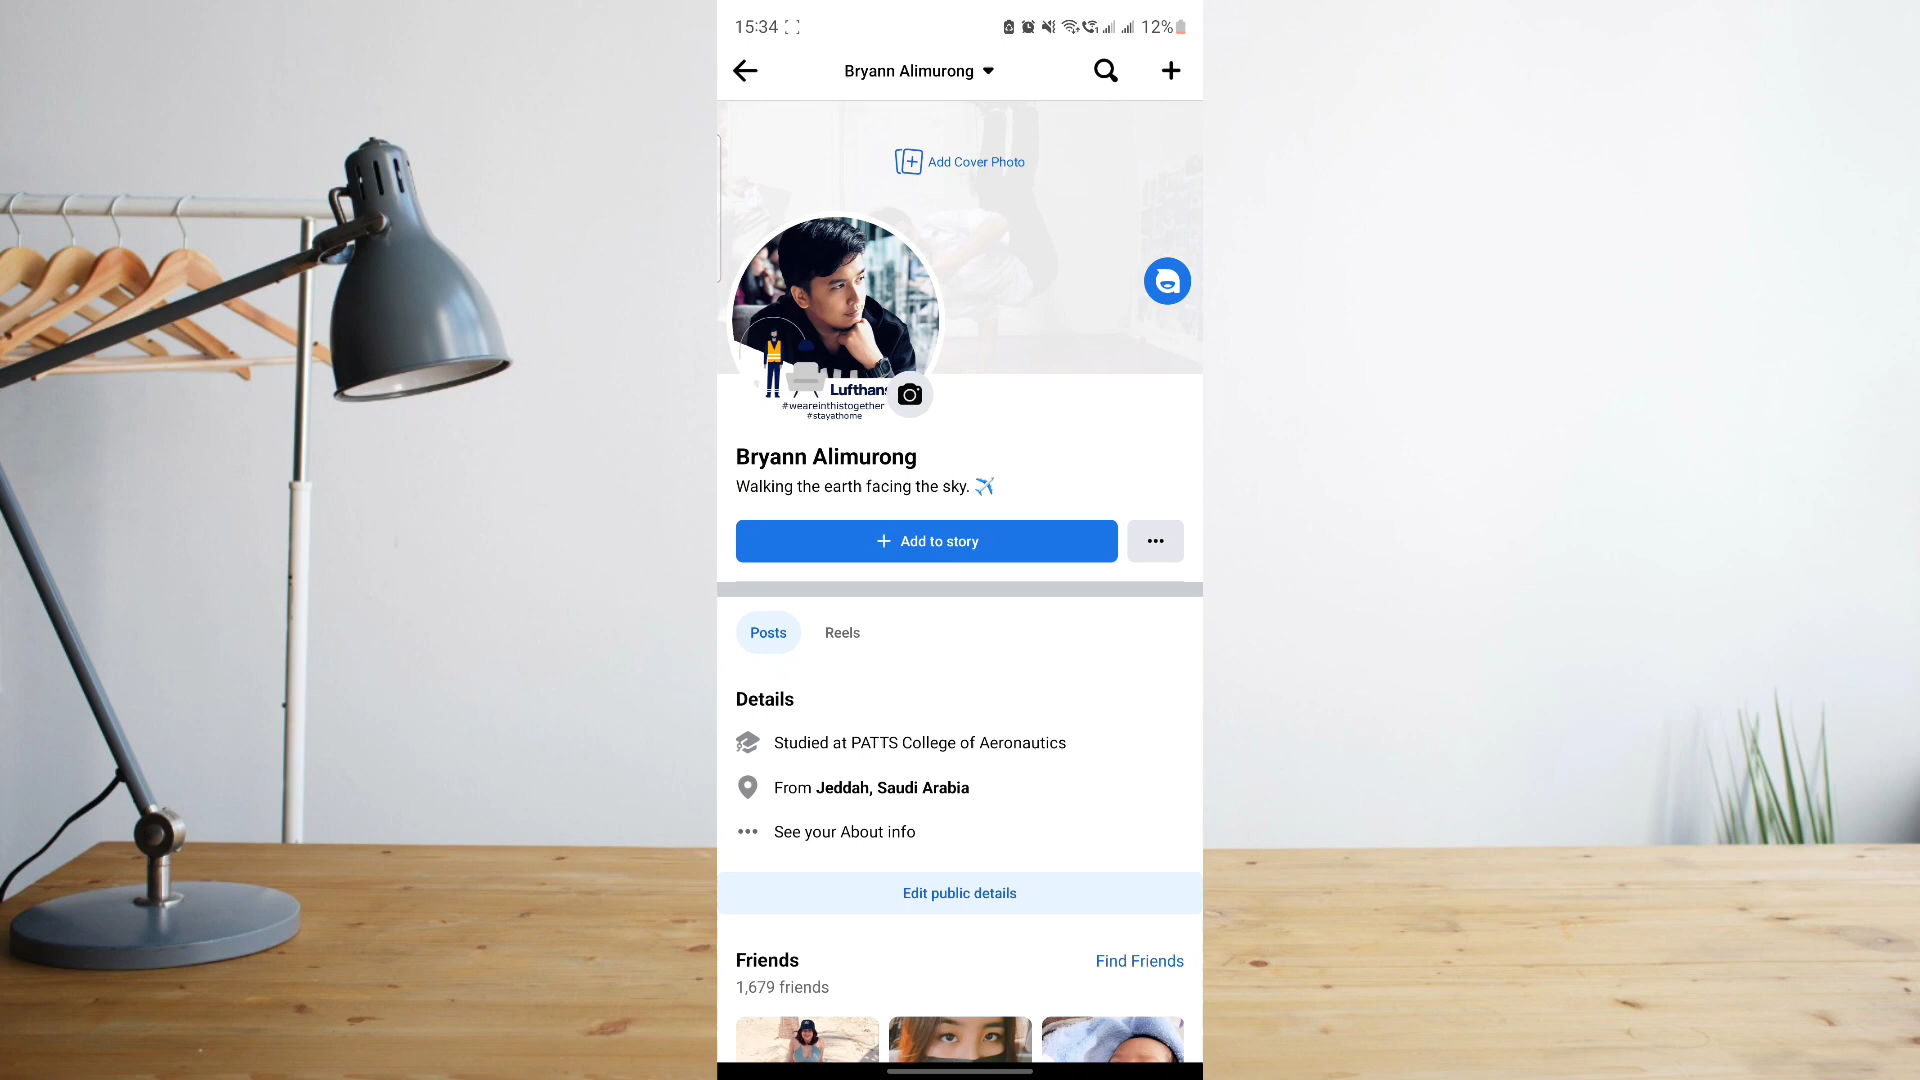 15:34
12%
Bryann Alimurong
Add Cover Photo
Lufthans
#weareinthistogether
#stayathome
Bryann Alimurong
Walking the earth facing the sky. ✈️
Add to story
Posts
Reels
Details
Studied at PATTS College of Aeronautics
From Jeddah, Saudi Arabia
See your About info
Edit public details
Friends
Find Friends
1,679 friends